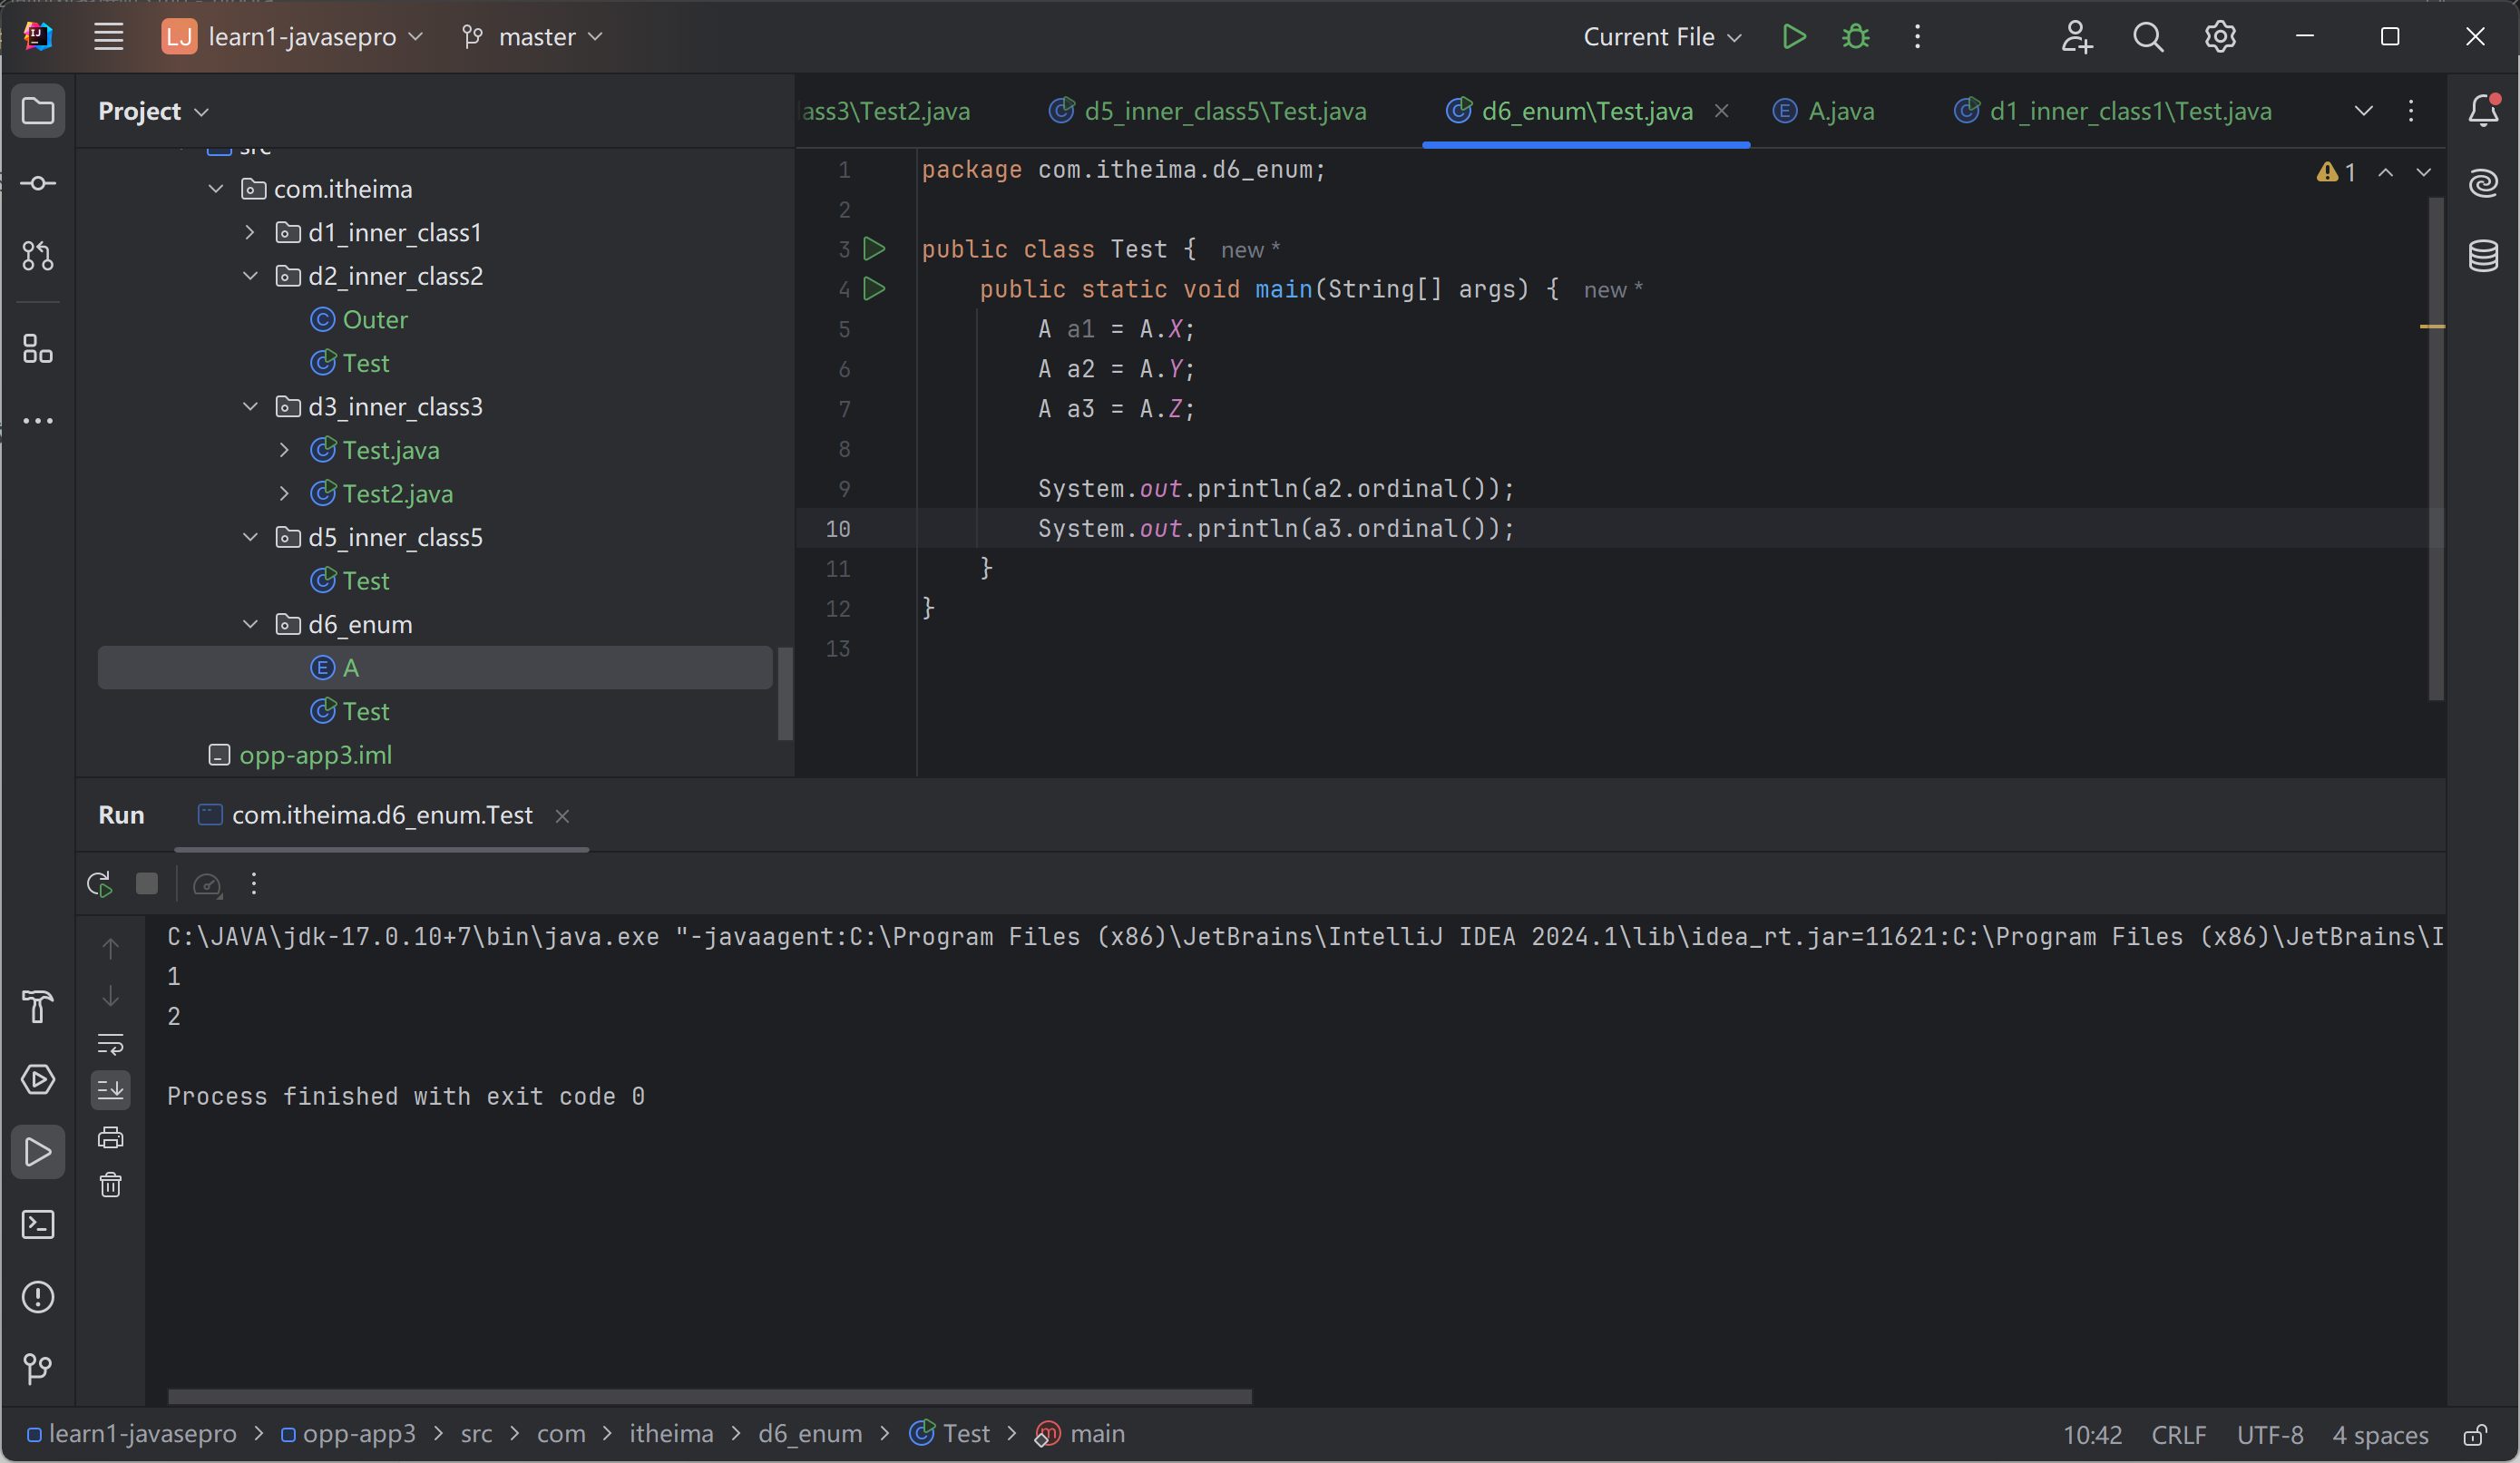 LJ learn1-javasepro master Current File
Project
ass3\Test2.java d5_inner_class5\Test.java d6_enum\Test.java A.java d1_inner_class1\Test.java
src
com.itheima
d1_inner_class1
d2_inner_class2
Outer
Test
d3_inner_class3
Test.java
Test2.java
d5_inner_class5
Test
d6_enum
A
Test
opp-app3.iml
1 package com.itheima.d6_enum;
2
3 public class Test { new *
4 public static void main(String[] args) { new *
5 A a1 = A.X;
6 A a2 = A.Y;
7 A a3 = A.Z;
8
9 System.out.println(a2.ordinal());
10 System.out.println(a3.ordinal());
11 }
12 }
13
1
Run com.itheima.d6_enum.Test
C:\JAVA\jdk-17.0.10+7\bin\java.exe "-javaagent:C:\Program Files (x86)\JetBrains\IntelliJ IDEA 2024.1\lib\idea_rt.jar=11621:C:\Program Files (x86)\JetBrains\I
1
2
Process finished with exit code 0
learn1-javasepro > opp-app3 > src > com > itheima > d6_enum > Test > main 10:42 CRLF UTF-8 4 spaces